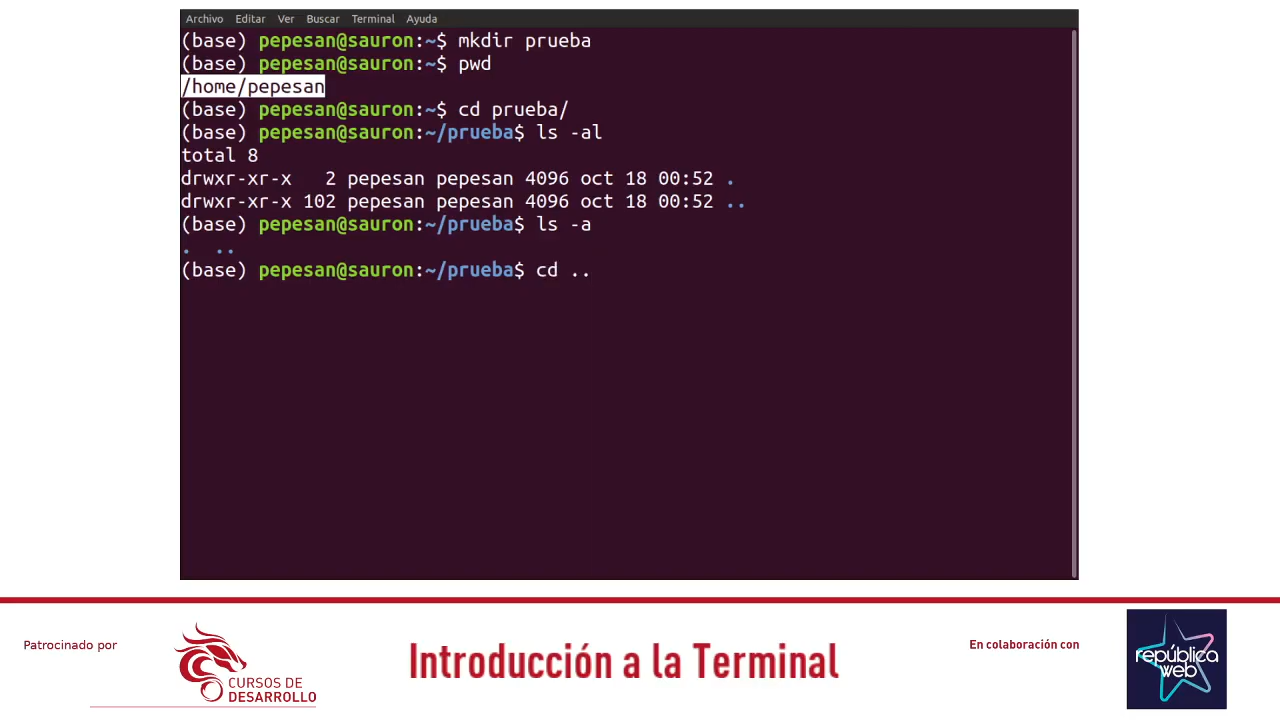 Archivo Editar Ver Buscar Terminal Ayuda
(base) pepesan@sauron:~$ mkdir prueba
(base) pepesan@sauron:~$ pwd
/home/pepesan
(base) pepesan@sauron:~$ cd prueba/
(base) pepesan@sauron:~/prueba$ ls -al
total 8
drwxr-xr-x   2 pepesan pepesan 4096 oct 18 00:52 .
drwxr-xr-x 102 pepesan pepesan 4096 oct 18 00:52 ..
(base) pepesan@sauron:~/prueba$ ls -a
.  ..
(base) pepesan@sauron:~/prueba$ cd ..
Patrocinado por
CURSOS DE
DESARROLLO
Introducción a la Terminal
En colaboración con
república
web